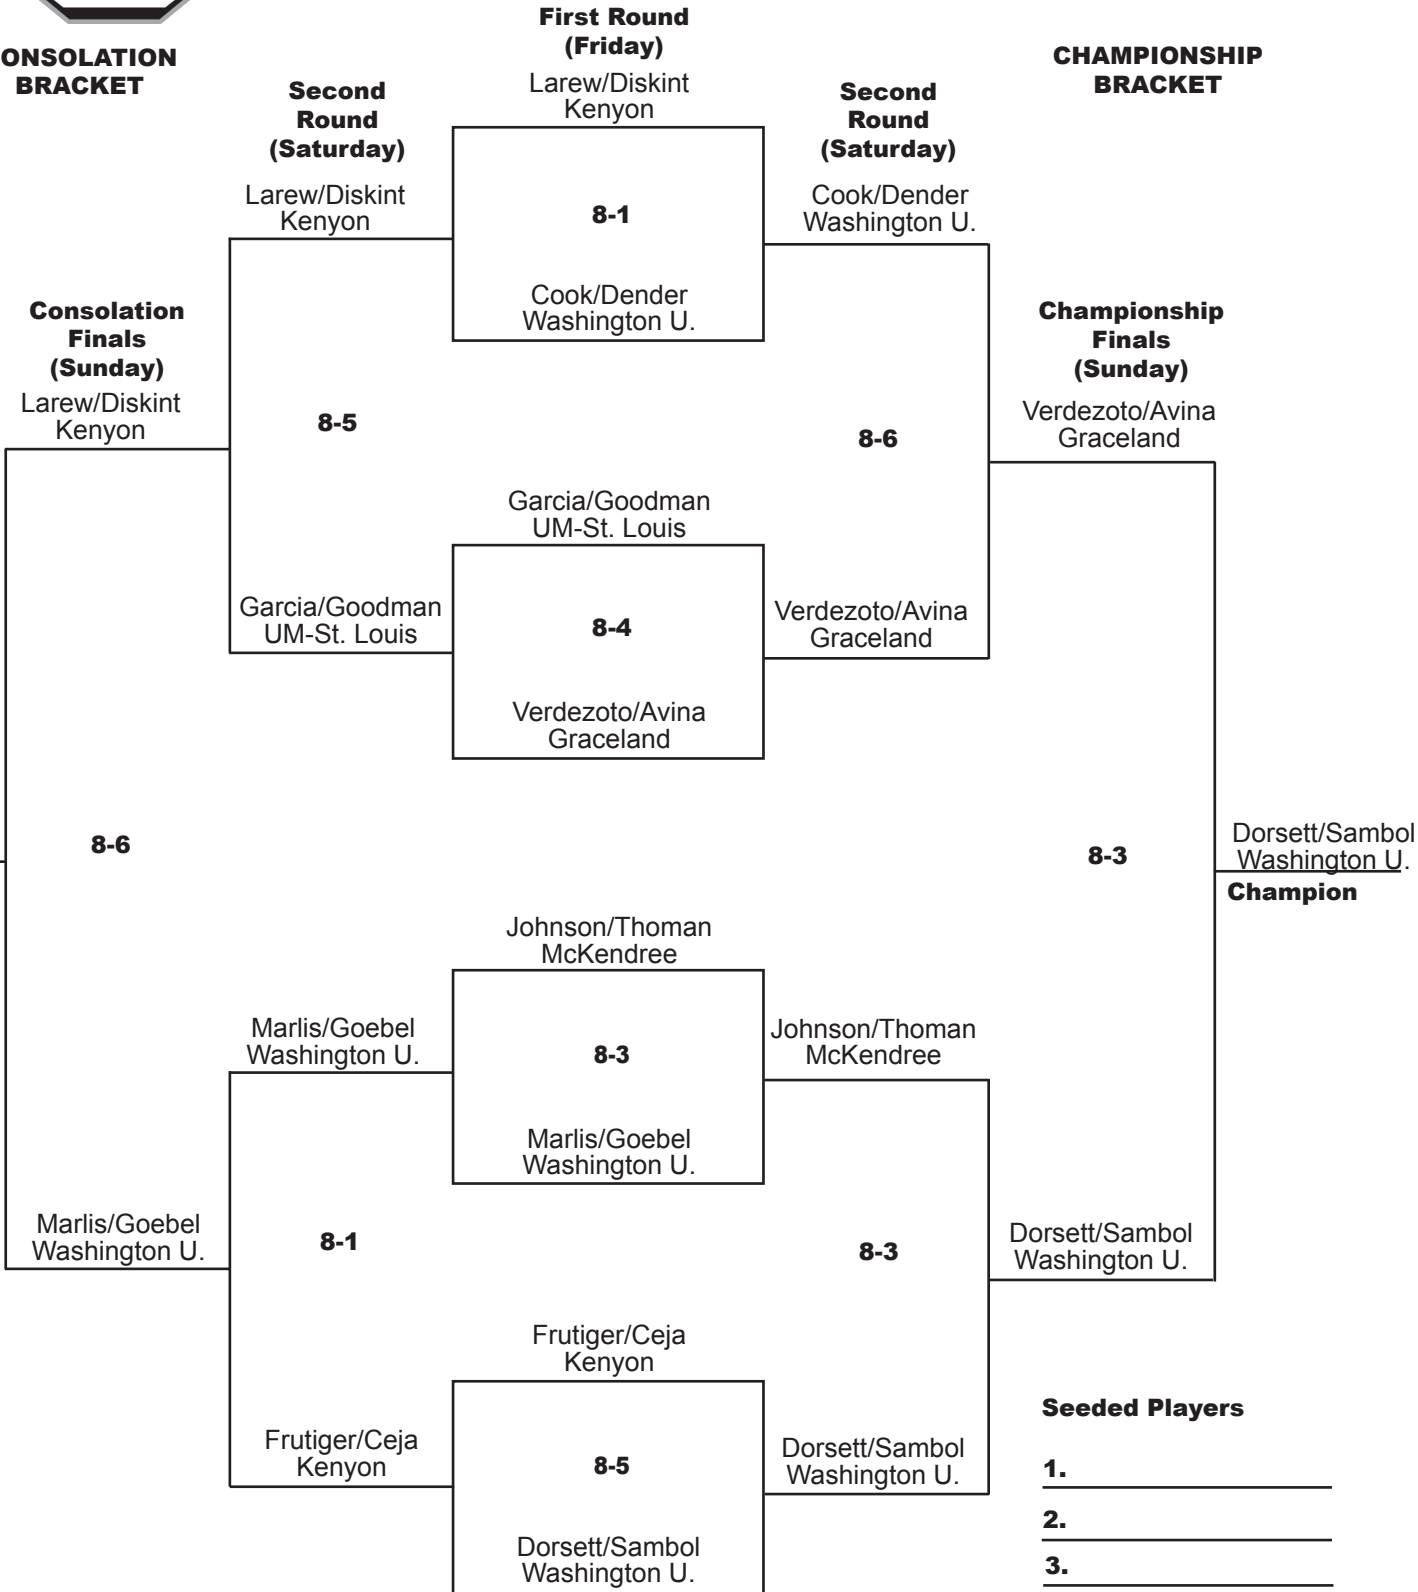 ONSOLATION
BRACKET
First Round
(Friday)
CHAMPIONSHIP
BRACKET
Second
Round
(Saturday)
Larew/Diskint
Kenyon
Second
Round
(Saturday)
Larew/Diskint
Kenyon
8-1
Cook/Dender
Washington U.
Consolation
Finals
(Sunday)
Cook/Dender
Washington U.
Championship
Finals
(Sunday)
Larew/Diskint
Kenyon
8-5
8-6
Verdezoto/Avina
Graceland
Garcia/Goodman
UM-St. Louis
Garcia/Goodman
UM-St. Louis
8-4
Verdezoto/Avina
Graceland
Verdezoto/Avina
Graceland
8-6
8-3
Dorsett/Sambol
Washington U.
Champion
Johnson/Thoman
McKendree
Marlis/Goebel
Washington U.
8-3
Johnson/Thoman
McKendree
Marlis/Goebel
Washington U.
Marlis/Goebel
Washington U.
8-1
8-3
Dorsett/Sambol
Washington U.
Frutiger/Ceja
Kenyon
Frutiger/Ceja
Kenyon
8-5
Dorsett/Sambol
Washington U.
Dorsett/Sambol
Washington U.
Seeded Players
1.
2.
3.